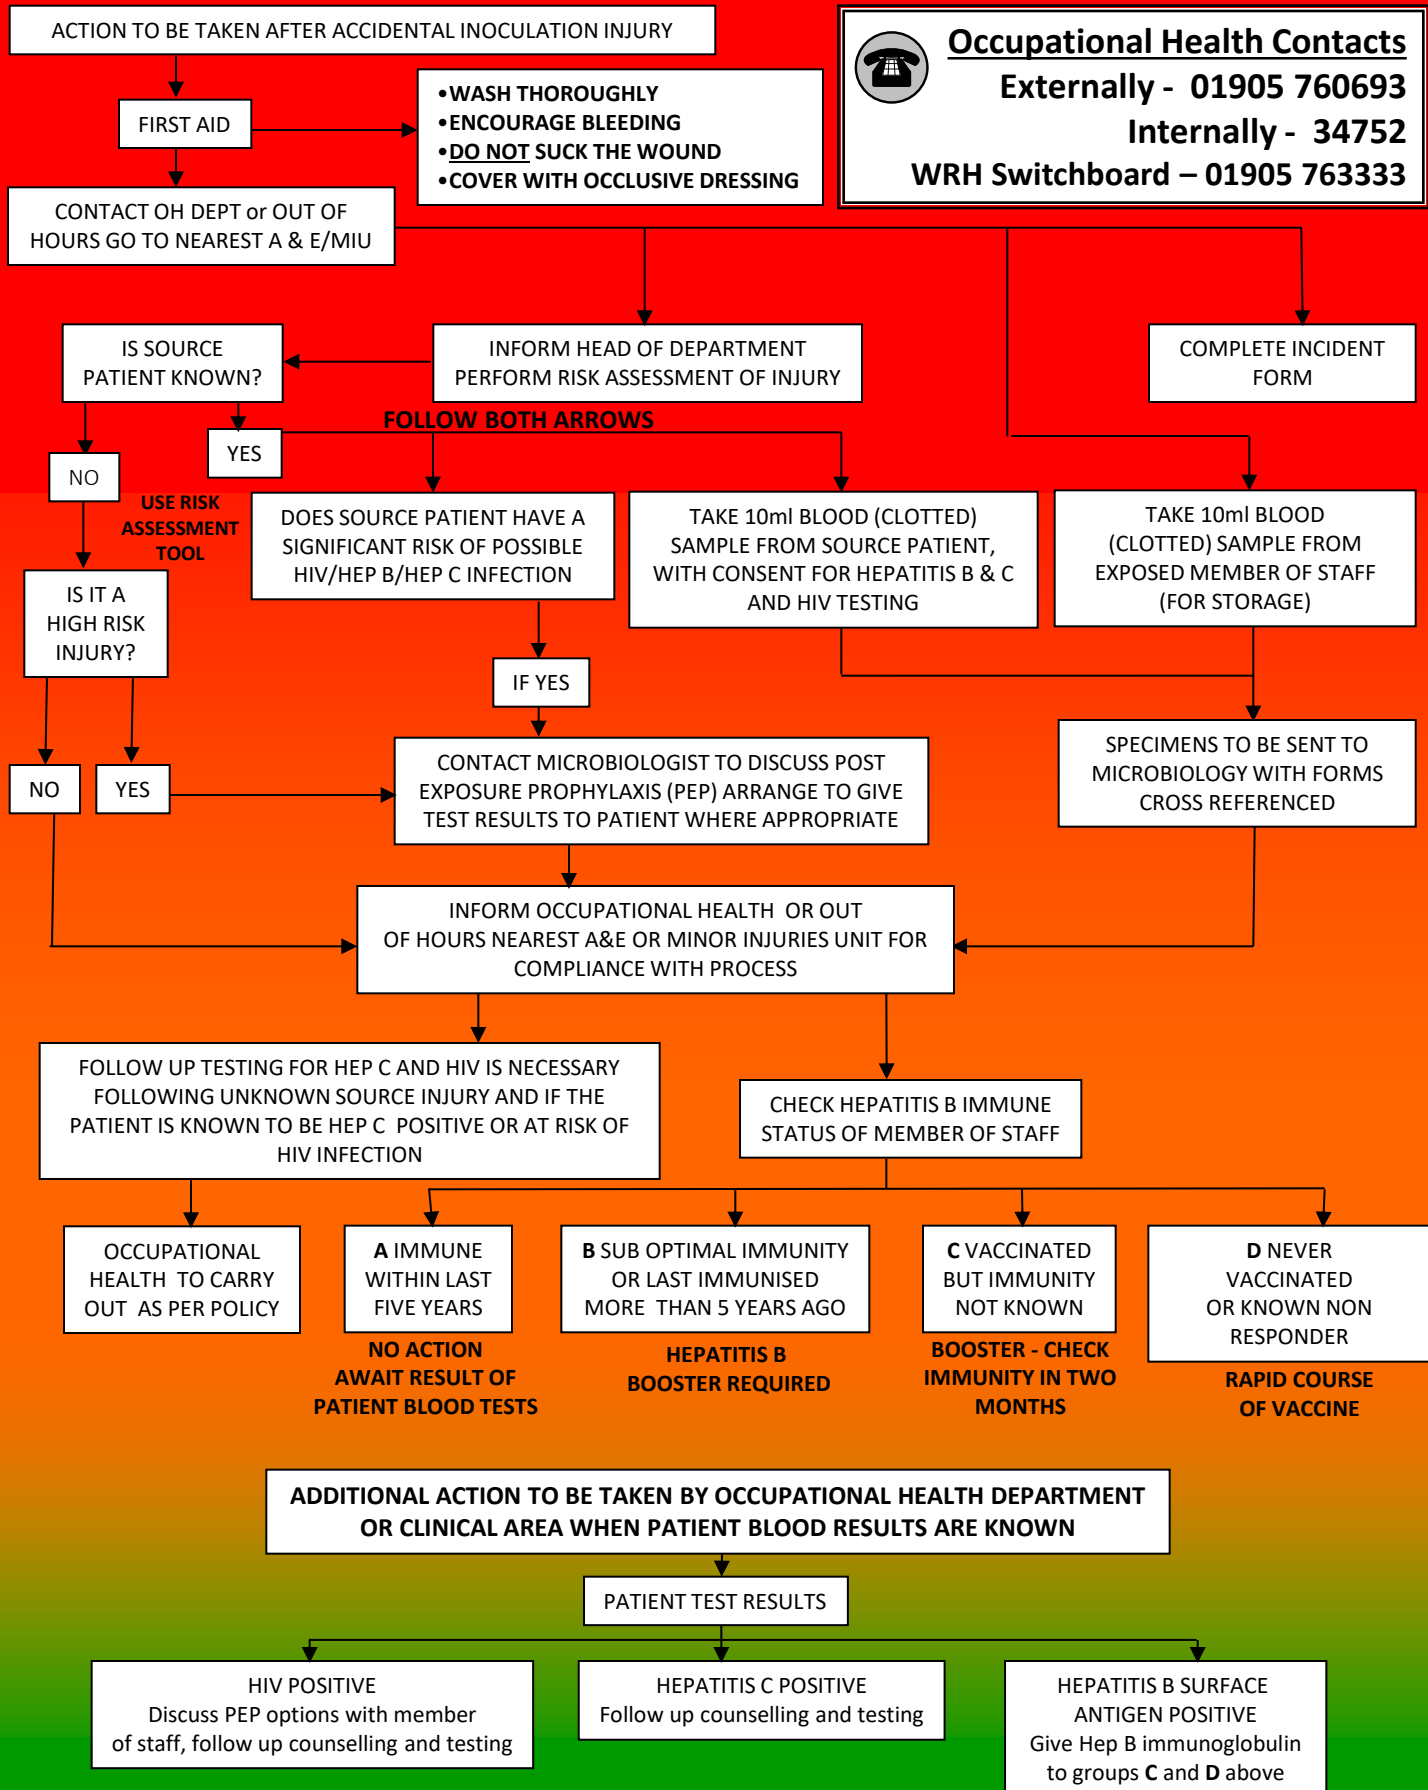 ACTION TO BE TAKEN AFTER ACCIDENTAL INOCULATION INJURY
Occupational Health Contacts
Externally - 01905 760693
Internally - 34752
WRH Switchboard – 01905 763333
FIRST AID
•WASH THOROUGHLY
•ENCOURAGE BLEEDING
•DO NOT SUCK THE WOUND
•COVER WITH OCCLUSIVE DRESSING
CONTACT OH DEPT or OUT OF
HOURS GO TO NEAREST A & E/MIU
IS SOURCE
PATIENT KNOWN?
INFORM HEAD OF DEPARTMENT
PERFORM RISK ASSESSMENT OF INJURY
COMPLETE INCIDENT
FORM
FOLLOW BOTH ARROWS
YES
NO
USE RISK
ASSESSMENT
TOOL
DOES SOURCE PATIENT HAVE A
SIGNIFICANT RISK OF POSSIBLE
HIV/HEP B/HEP C INFECTION
TAKE 10ml BLOOD (CLOTTED)
SAMPLE FROM SOURCE PATIENT,
WITH CONSENT FOR HEPATITIS B & C
AND HIV TESTING
TAKE 10ml BLOOD
(CLOTTED) SAMPLE FROM
EXPOSED MEMBER OF STAFF
(FOR STORAGE)
IS IT A
HIGH RISK
INJURY?
IF YES
NO
YES
CONTACT MICROBIOLOGIST TO DISCUSS POST
EXPOSURE PROPHYLAXIS (PEP) ARRANGE TO GIVE
TEST RESULTS TO PATIENT WHERE APPROPRIATE
SPECIMENS TO BE SENT TO
MICROBIOLOGY WITH FORMS
CROSS REFERENCED
INFORM OCCUPATIONAL HEALTH OR OUT
OF HOURS NEAREST A&E OR MINOR INJURIES UNIT FOR
COMPLIANCE WITH PROCESS
FOLLOW UP TESTING FOR HEP C AND HIV IS NECESSARY
FOLLOWING UNKNOWN SOURCE INJURY AND IF THE
PATIENT IS KNOWN TO BE HEP C POSITIVE OR AT RISK OF
HIV INFECTION
CHECK HEPATITIS B IMMUNE
STATUS OF MEMBER OF STAFF
OCCUPATIONAL
HEALTH TO CARRY
OUT AS PER POLICY
A IMMUNE
WITHIN LAST
FIVE YEARS
NO ACTION
AWAIT RESULT OF
PATIENT BLOOD TESTS
B SUB OPTIMAL IMMUNITY
OR LAST IMMUNISED
MORE THAN 5 YEARS AGO
HEPATITIS B
BOOSTER REQUIRED
C VACCINATED
BUT IMMUNITY
NOT KNOWN
BOOSTER - CHECK
IMMUNITY IN TWO
MONTHS
D NEVER
VACCINATED
OR KNOWN NON
RESPONDER
RAPID COURSE
OF VACCINE
ADDITIONAL ACTION TO BE TAKEN BY OCCUPATIONAL HEALTH DEPARTMENT
OR CLINICAL AREA WHEN PATIENT BLOOD RESULTS ARE KNOWN
PATIENT TEST RESULTS
HIV POSITIVE
Discuss PEP options with member
of staff, follow up counselling and testing
HEPATITIS C POSITIVE
Follow up counselling and testing
HEPATITIS B SURFACE
ANTIGEN POSITIVE
Give Hep B immunoglobulin
to groups C and D above